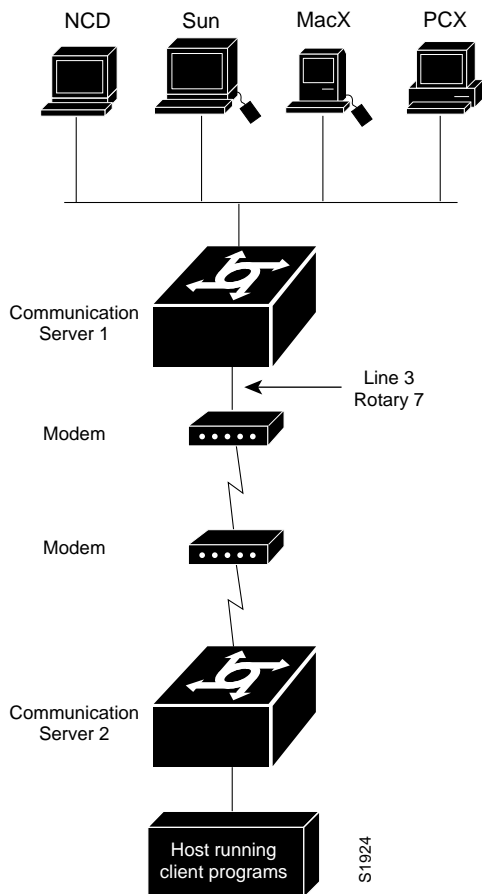 NCD
Sun
MacX
PCX
Communication
Server 1
Line 3
Rotary 7
Modem
Modem
Communication
Server 2
Host running
client programs
S1924